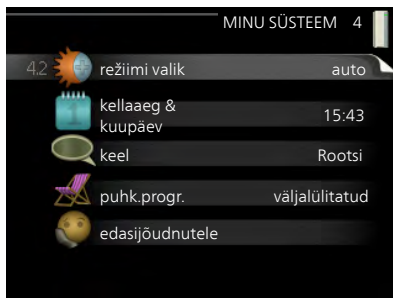 MINU SÜSTEEM 4
4.2 režiimi valik auto
kellaaeg &
kuupäev 15:43
keel Rootsi
puhk.progr. väljalülitatud
edasijõudnutele